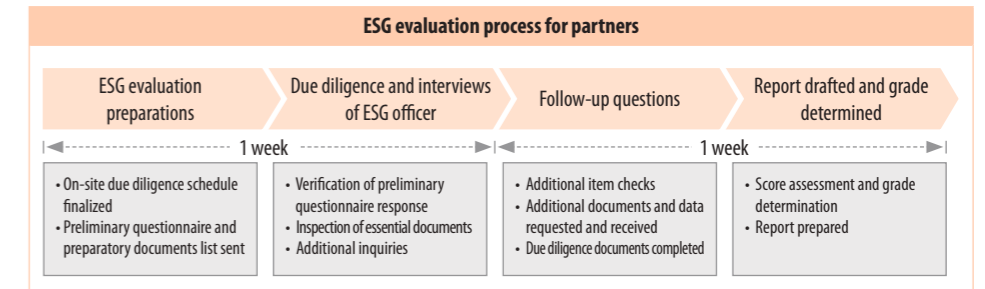 ESG evaluation process for partners
ESG evaluation
preparations
Due diligence and interviews
of ESG officer
Follow-up questions
Report drafted and grade
determined
1 week
1 week
• On-site due diligence schedule
finalized
• Preliminary questionnaire and
preparatory documents list sent
• Verification of preliminary
questionnaire response
• Inspection of essential documents
• Additional inquiries
• Additional item checks
• Additional documents and data
requested and received
• Due diligence documents completed
• Score assessment and grade
determination
• Report prepared